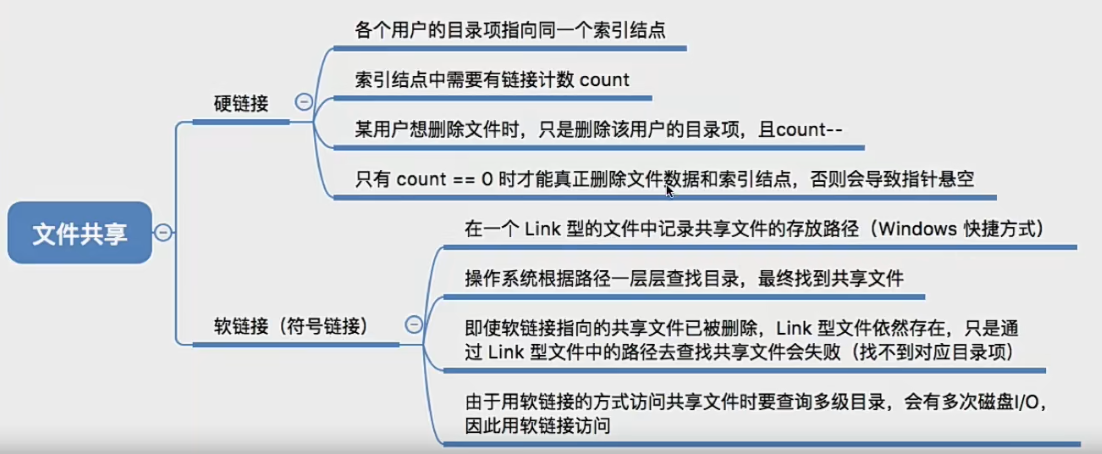 各个用户的目录项指向同一个索引结点
索引结点中需要有链接计数 count
硬链接
某用户想删除文件时，只是删除该用户的目录项，且count--
只有 count == 0 时才能真正删除文件数据和索引结点，否则会导致指针悬空
文件共享
在一个 Link 型的文件中记录共享文件的存放路径（Windows 快捷方式）
操作系统根据路径一层层查找目录，最终找到共享文件
软链接（符号链接）
即使软链接指向的共享文件已被删除，Link 型文件依然存在，只是通
过 Link 型文件中的路径去查找共享文件会失败（找不到对应目录项）
由于用软链接的方式访问共享文件时要查询多级目录，会有多次磁盘I/O，
因此用软链接访问